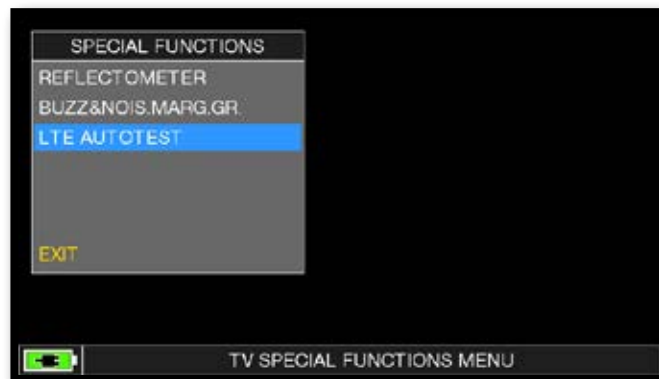 SPECIAL FUNCTIONS
REFLECTOMETER
BUZZ&NOIS.MARG.GR.
LTE AUTOTEST
EXIT
TV SPECIAL FUNCTIONS MENU